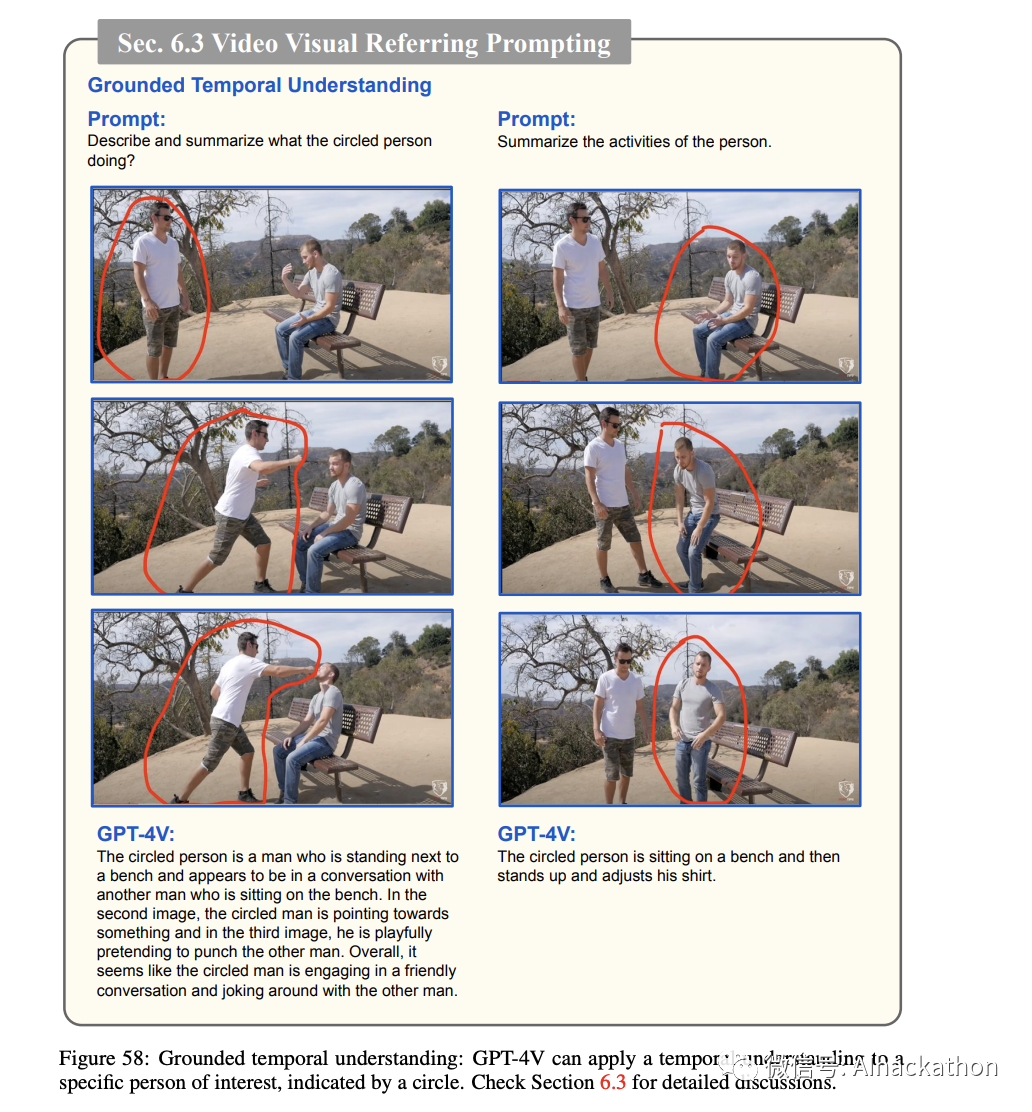 Sec. 6.3 Video Visual Referring Prompting
Grounded Temporal Understanding
Prompt:
Describe and summarize what the circled person
doing?
Prompt:
Summarize the activities of the person.
GPT-4V:
The circled person is a man who is standing next to
a bench and appears to be in a conversation with
another man who is sitting on the bench. In the
second image, the circled man is pointing towards
something and in the third image, he is playfully
pretending to punch the other man. Overall, it
seems like the circled man is engaging in a friendly
conversation and joking around with the other man.
GPT-4V:
The circled person is sitting on a bench and then
stands up and adjusts his shirt.
Figure 58: Grounded temporal understanding: GPT-4V can apply a temporal understanding to a
specific person of interest, indicated by a circle. Check Section 6.3 for detailed discussions.
微信号: AIhackathon